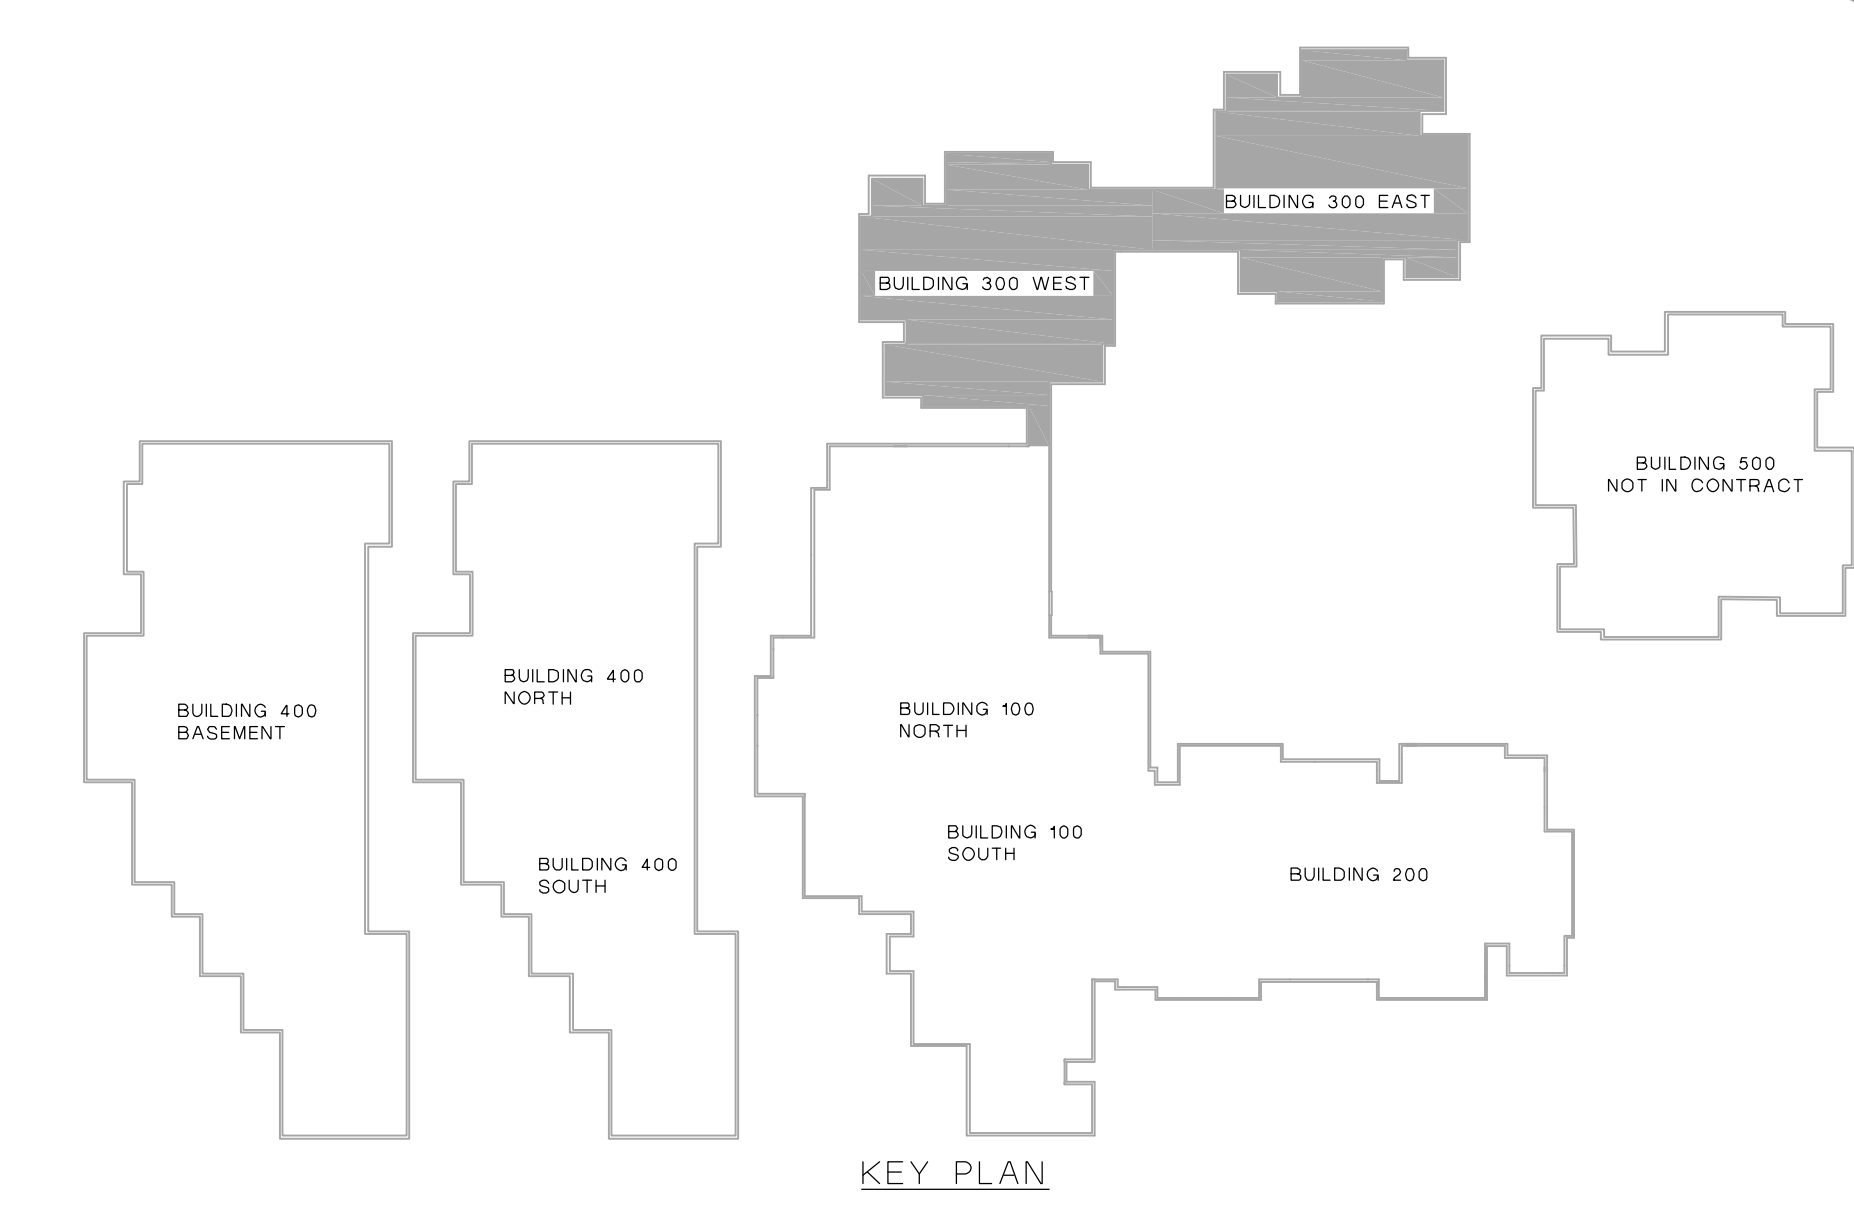 BUILDING 300 EAST
BUILDING 300 WEST
BUILDING 500
NOT IN CONTRACT
BUILDING 400
BASEMENT
BUILDING 400
NORTH
BUILDING 400
SOUTH
BUILDING 100
NORTH
BUILDING 100
SOUTH
BUILDING 200
KEY PLAN